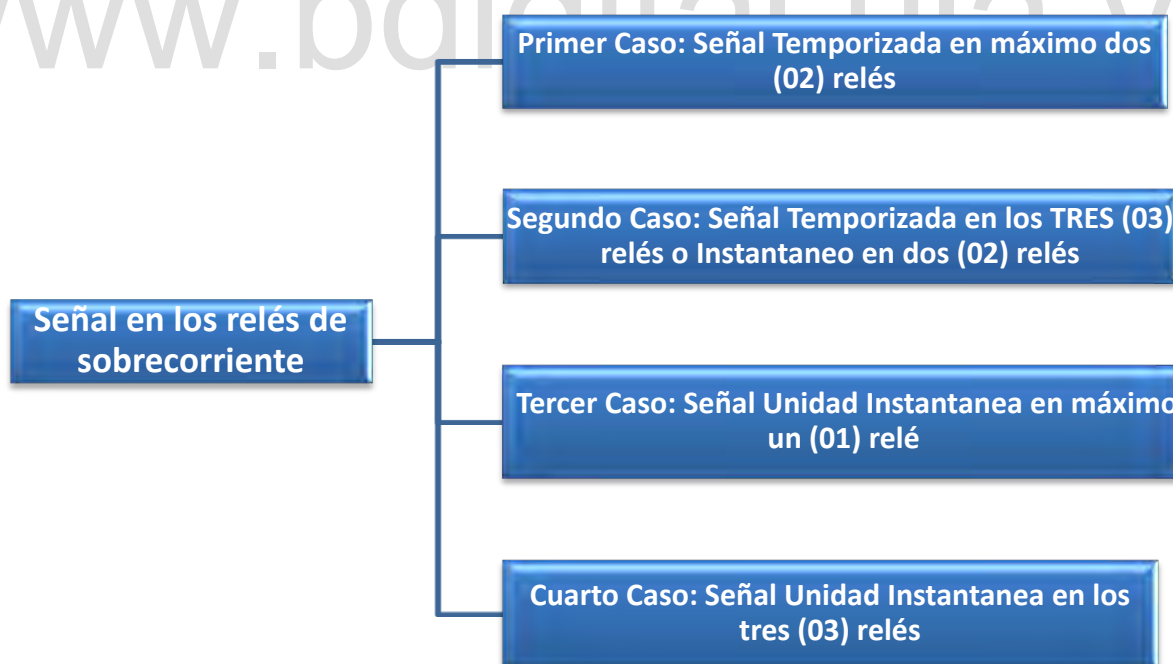 Primer Caso: Señal Temporizada en máximo dos
(02) relés
Segundo Caso: Señal Temporizada en los TRES (03)
relés o Instantaneo en dos (02) relés
Señal en los relés de
sobrecorriente
Tercer Caso: Señal Unidad Instantanea en máximo
un (01) relé
Cuarto Caso: Señal Unidad Instantanea en los
tres (03) relés